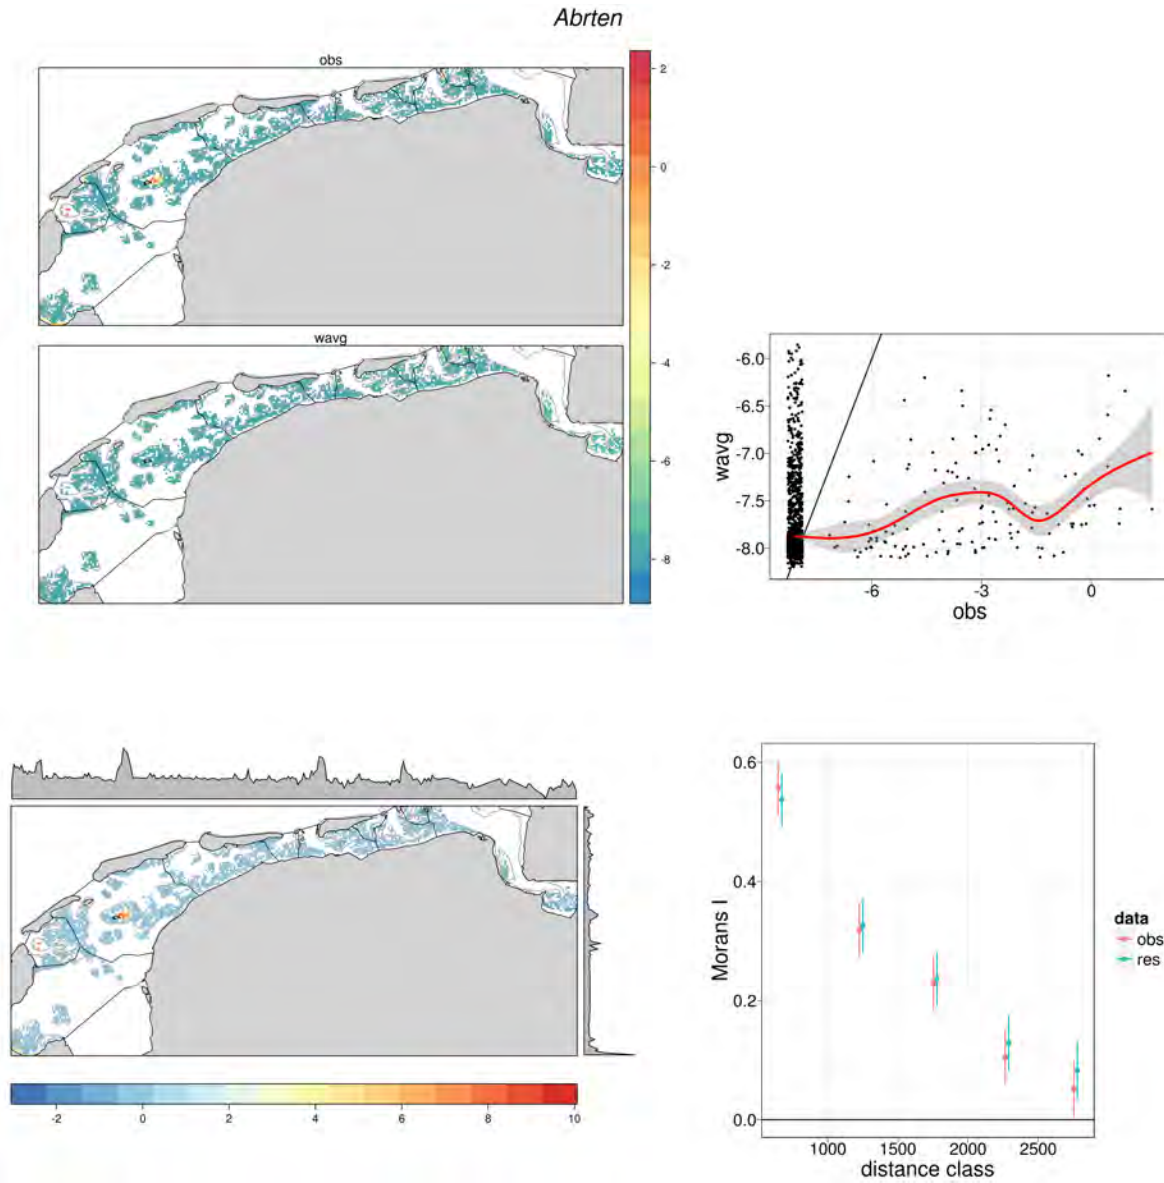 Abrten
obs
2
0
-2
-4
-6
-8
wavg
-6.0
-6.5
-7.0
-7.5
-8.0
wavg
-6 -3 0
obs
-2 0 2 4 6 8 10
0.6
0.4
0.2
0.0
Morans I
1000 1500 2000 2500
distance class
data
obs
res